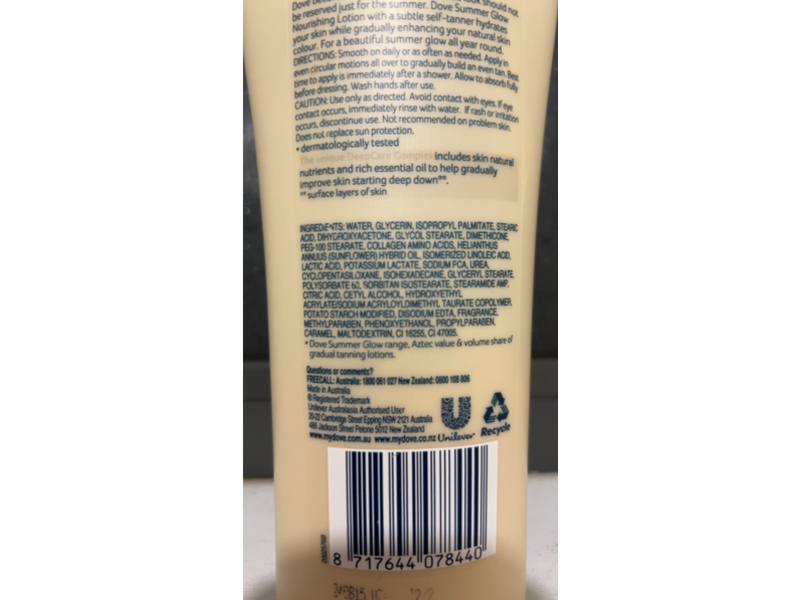 be reserved just for the summer. Dove Summer Glow
Nourishing Lotion with a subtle self-tanner hydrates
your skin while gradually enhancing your natural skin
colour. For a beautiful summer glow all year round.
DIRECTIONS: Smooth on daily or as often as needed. Apply in
even circular motions all over to gradually build an even tan. Best
time to apply is immediately after a shower. Allow to absorb fully
before dressing. Wash hands after use.
CAUTION: Use only as directed. Avoid contact with eyes. If eye
contact occurs, immediately rinse with water. If rash or irritation
occurs, discontinue use. Not recommended on problem skin.
Does not replace sun protection.
• dermatologically tested
The unique DeepCare Complex includes skin natural
nutrients and rich essential oil to help gradually
improve skin starting deep down**.
** surface layers of skin
INGREDIENTS: WATER, GLYCERIN, ISOPROPYL PALMITATE, STEARIC
ACID, DIHYDROXYACETONE, GLYCOL STEARATE, DIMETHICONE,
PEG-100 STEARATE, COLLAGEN AMINO ACIDS, HELIANTHUS
ANNUUS (SUNFLOWER) HYBRID OIL, ISOMERIZED LINOLEIC ACID,
LACTIC ACID, POTASSIUM LACTATE, SODIUM PCA, UREA,
CYCLOPENTASILOXANE, ISOHEXADECANE, GLYCERYL STEARATE,
POLYSORBATE 60, SORBITAN ISOSTEARATE, STEARAMIDE AMP,
CITRIC ACID, CETYL ALCOHOL, HYDROXYETHYL
ACRYLATE/SODIUM ACRYLOYLDIMETHYL TAURATE COPOLYMER,
POTATO STARCH MODIFIED, DISODIUM EDTA, FRAGRANCE,
METHYLPARABEN, PHENOXYETHANOL, PROPYLPARABEN,
CARAMEL, MALTODEXTRIN, CI 16255, CI 47005.
* Dove Summer Glow range, Aztec value & volume share of
gradual tanning lotions.
Questions or comments?
FREECALL: Australia: 1800 061 027 New Zealand: 0800 108 806
Made in Australia
® Registered Trademark
Unilever Australasia Authorised User
20-22 Cambridge Street Epping NSW 2121 Australia
486 Jackson Street Petone 5012 New Zealand
www.mydove.com.au www.mydove.co.nz
Unilever
Recycle
8 717644 078440